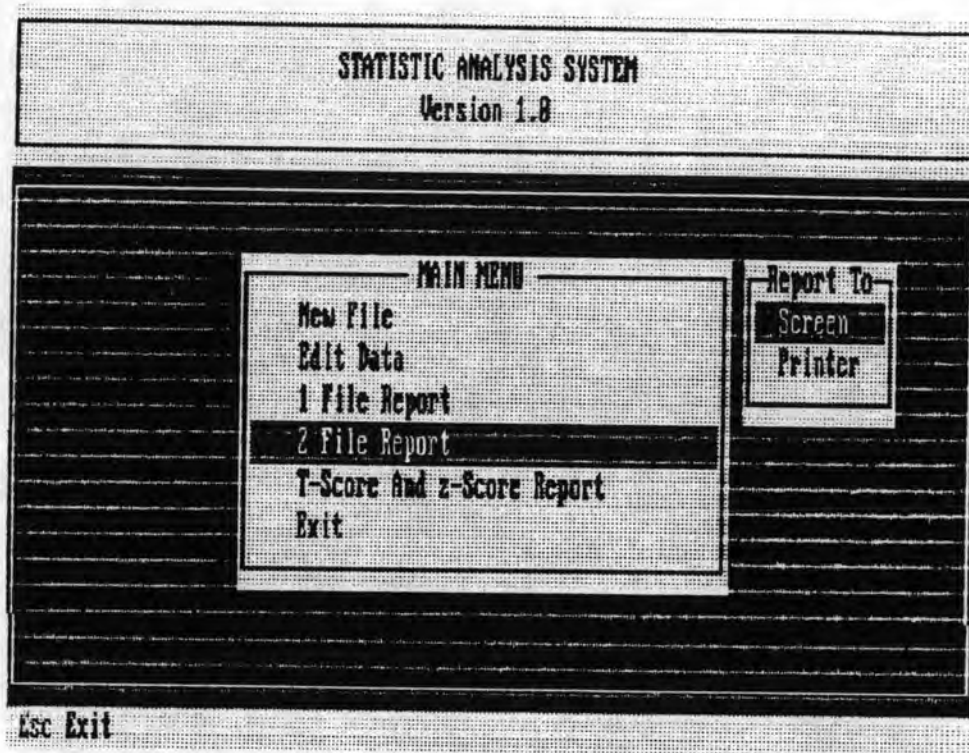 STATISTIC ANALYSIS SYSTEM
Version 1.0
MAIN MENU
New File
Edit Data
1 File Report
2 File Report
T-Score And z-Score Report
Exit
Report To
Screen
Printer
Esc Exit